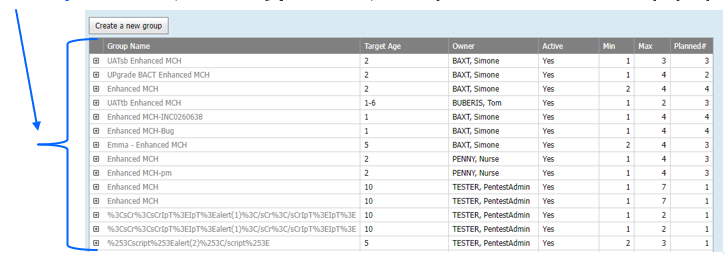 Create a new group
Group Name Target Age Owner Active Min Max Planned#
UATsb Enhanced MCH 2 BAXT, Simone Yes 1 3 3
UPgrade BACT Enhanced MCH 2 BAXT, Simone Yes 1 4 2
Enhanced MCH 2 BAXT, Simone Yes 2 4 4
UATtb Enhanced MCH 1-6 BUBERIS, Tom Yes 1 2 3
Enhanced MCH-INC0260638 1 BAXT, Simone Yes 1 4 4
Enhanced MCH-Bug 1 BAXT, Simone Yes 1 4 4
Emma - Enhanced MCH 5 BAXT, Simone Yes 2 4 3
Enhanced MCH 2 PENNY, Nurse Yes 1 4 3
Enhanced MCH-pm 2 PENNY, Nurse Yes 1 4 3
Enhanced MCH 10 TESTER, PentestAdmin Yes 1 7 1
Enhanced MCH 10 TESTER, PentestAdmin Yes 1 7 1
%3CsCr%3CsCrIpT%3EIpT%3Ealert(1)%3C/sCr%3C/sCrIpT%3EIpT%3E 10 TESTER, PentestAdmin Yes 1 2 1
%3CsCr%3CsCrIpT%3EIpT%3Ealert(1)%3C/sCr%3C/sCrIpT%3EIpT%3E 10 TESTER, PentestAdmin Yes 1 2 1
%253Cscript%253Ealert(2)%253C/script%253E 5 TESTER, PentestAdmin Yes 2 3 1